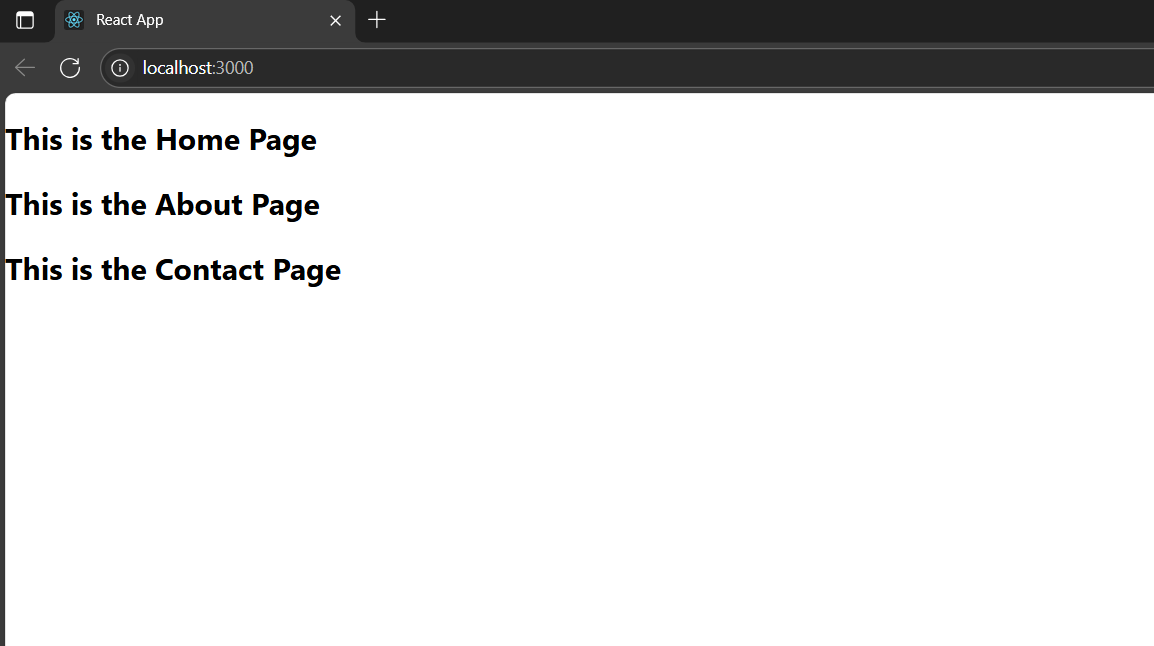 React App
localhost:3000
This is the Home Page
This is the About Page
This is the Contact Page